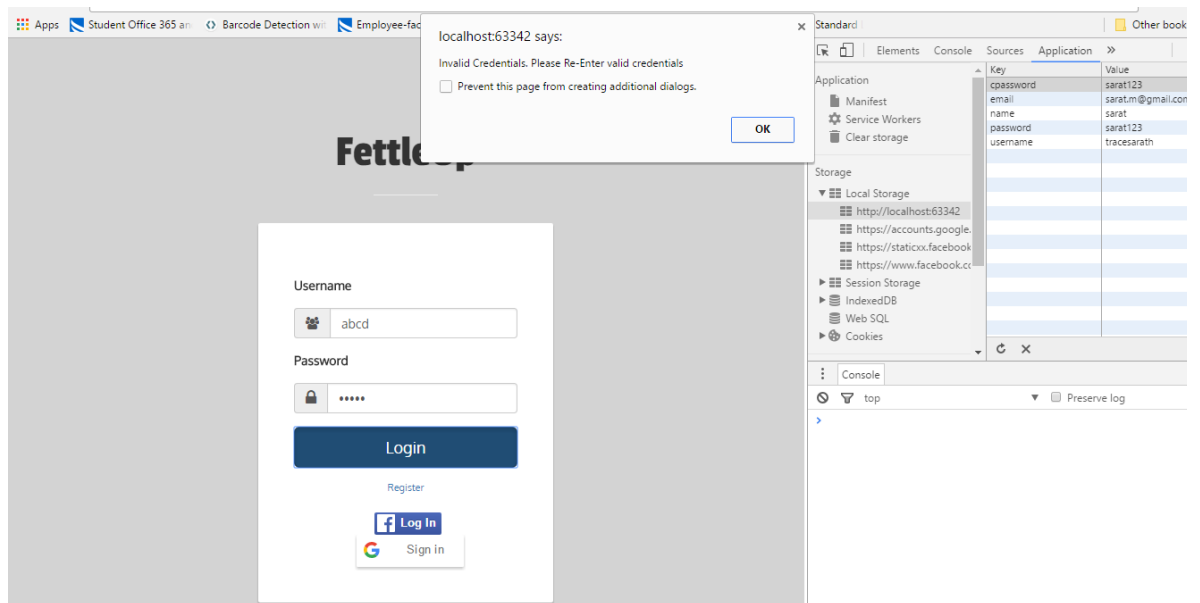 Apps Student Office 365 an Barcode Detection wit Employee-fac Standard Other book
localhost:63342 says:
Invalid Credentials. Please Re-Enter valid credentials
Prevent this page from creating additional dialogs.
OK
Fettle
Username
abcd
Password
•••••
Login
Register
Log In
Sign in
Elements Console Sources Application »
Application
Manifest
Service Workers
Clear storage
Storage
Local Storage
http://localhost:63342
https://accounts.google.
https://staticxx.facebook
https://www.facebook.co
Session Storage
IndexedDB
Web SQL
Cookies
Key Value
cpassword sarat123
email sarat.m@gmail.com
name sarat
password sarat123
username tracesarath
Console
top Preserve log